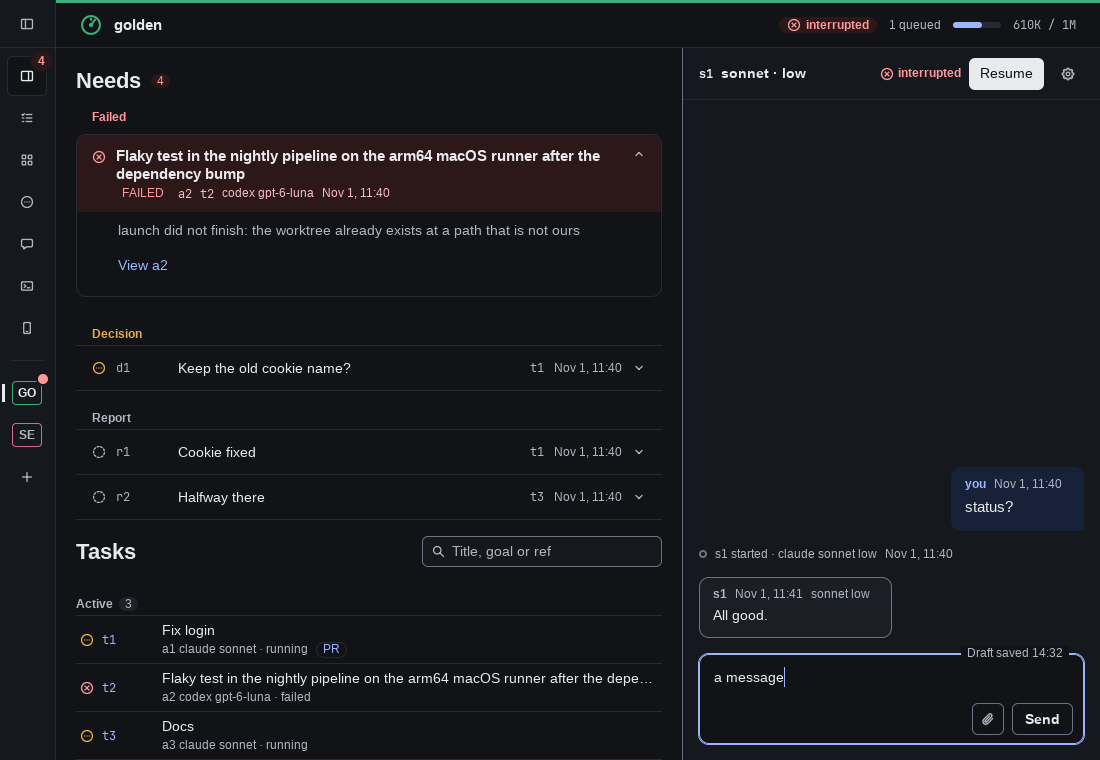 golden
interrupted
1 queued
610K / 1M
4
GO
SE
Needs 4
Failed
Flaky test in the nightly pipeline on the arm64 macOS runner after the
dependency bump
FAILED a2 t2 codex gpt-6-luna Nov 1, 11:40
launch did not finish: the worktree already exists at a path that is not ours
View a2
Decision
d1 Keep the old cookie name? t1 Nov 1, 11:40
Report
r1 Cookie fixed t1 Nov 1, 11:40
r2 Halfway there t3 Nov 1, 11:40
Tasks
Title, goal or ref
Active 3
t1 Fix login
a1 claude sonnet · running PR
t2 Flaky test in the nightly pipeline on the arm64 macOS runner after the depe…
a2 codex gpt-6-luna · failed
t3 Docs
a3 claude sonnet · running
s1 sonnet · low
interrupted
Resume
you Nov 1, 11:40
status?
s1 started · claude sonnet low Nov 1, 11:40
s1 Nov 1, 11:41 sonnet low
All good.
Draft saved 14:32
a message
Send